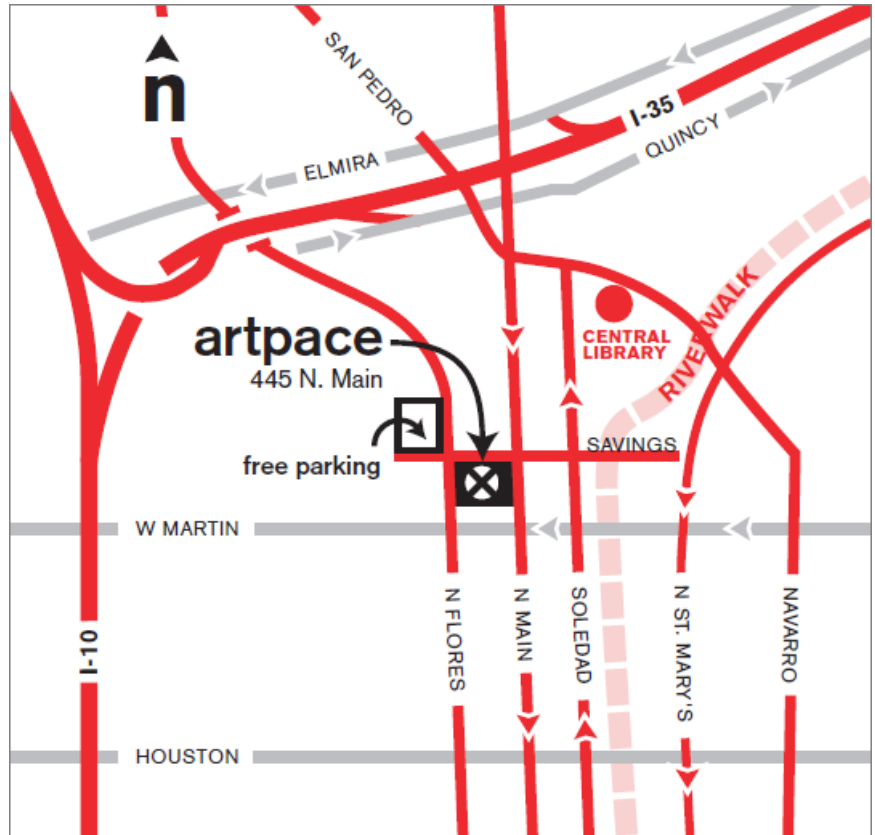 n
SAN PEDRO
I-35
ELMIRA
QUINCY
artpace
445 N. Main
CENTRAL
LIBRARY
RIVERWALK
free parking
SAVINGS
W MARTIN
I-10
N FLORES
N MAIN
SOLEDAD
N ST. MARY'S
NAVARRO
HOUSTON